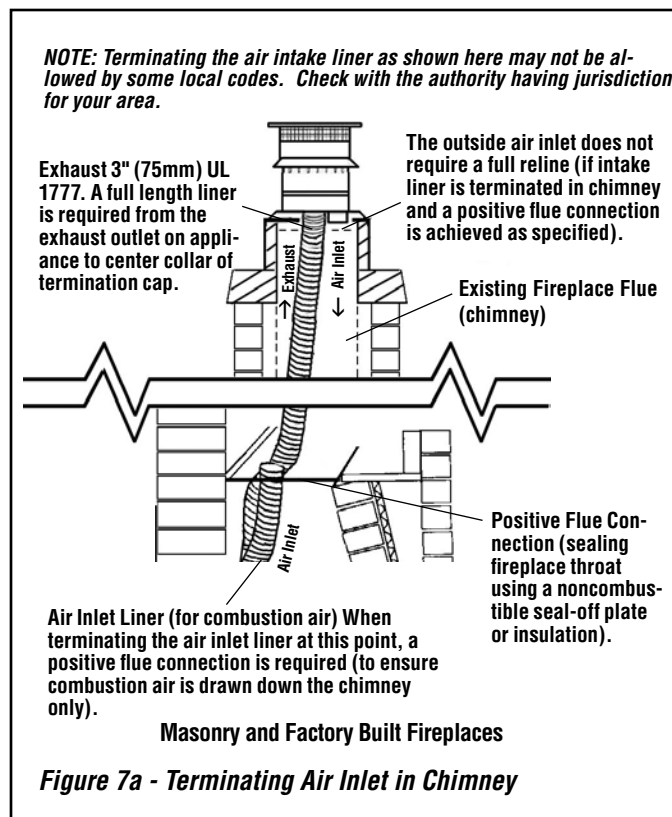 NOTE: Terminating the air intake liner as shown here may not be al-
lowed by some local codes. Check with the authority having jurisdiction
for your area.
Exhaust 3" (75mm) UL
1777. A full length liner
is required from the
exhaust outlet on appli-
ance to center collar of
termination cap.
The outside air inlet does not
require a full reline (if intake
liner is terminated in chimney
and a positive flue connection
is achieved as specified).
Exhaust
Air Inlet
Existing Fireplace Flue
(chimney)
Air Inlet
Positive Flue Con-
nection (sealing
fireplace throat
using a noncombus-
tible seal-off plate
or insulation).
Air Inlet Liner (for combustion air) When
terminating the air inlet liner at this point, a
positive flue connection is required (to ensure
combustion air is drawn down the chimney
only).
Masonry and Factory Built Fireplaces
Figure 7a - Terminating Air Inlet in Chimney